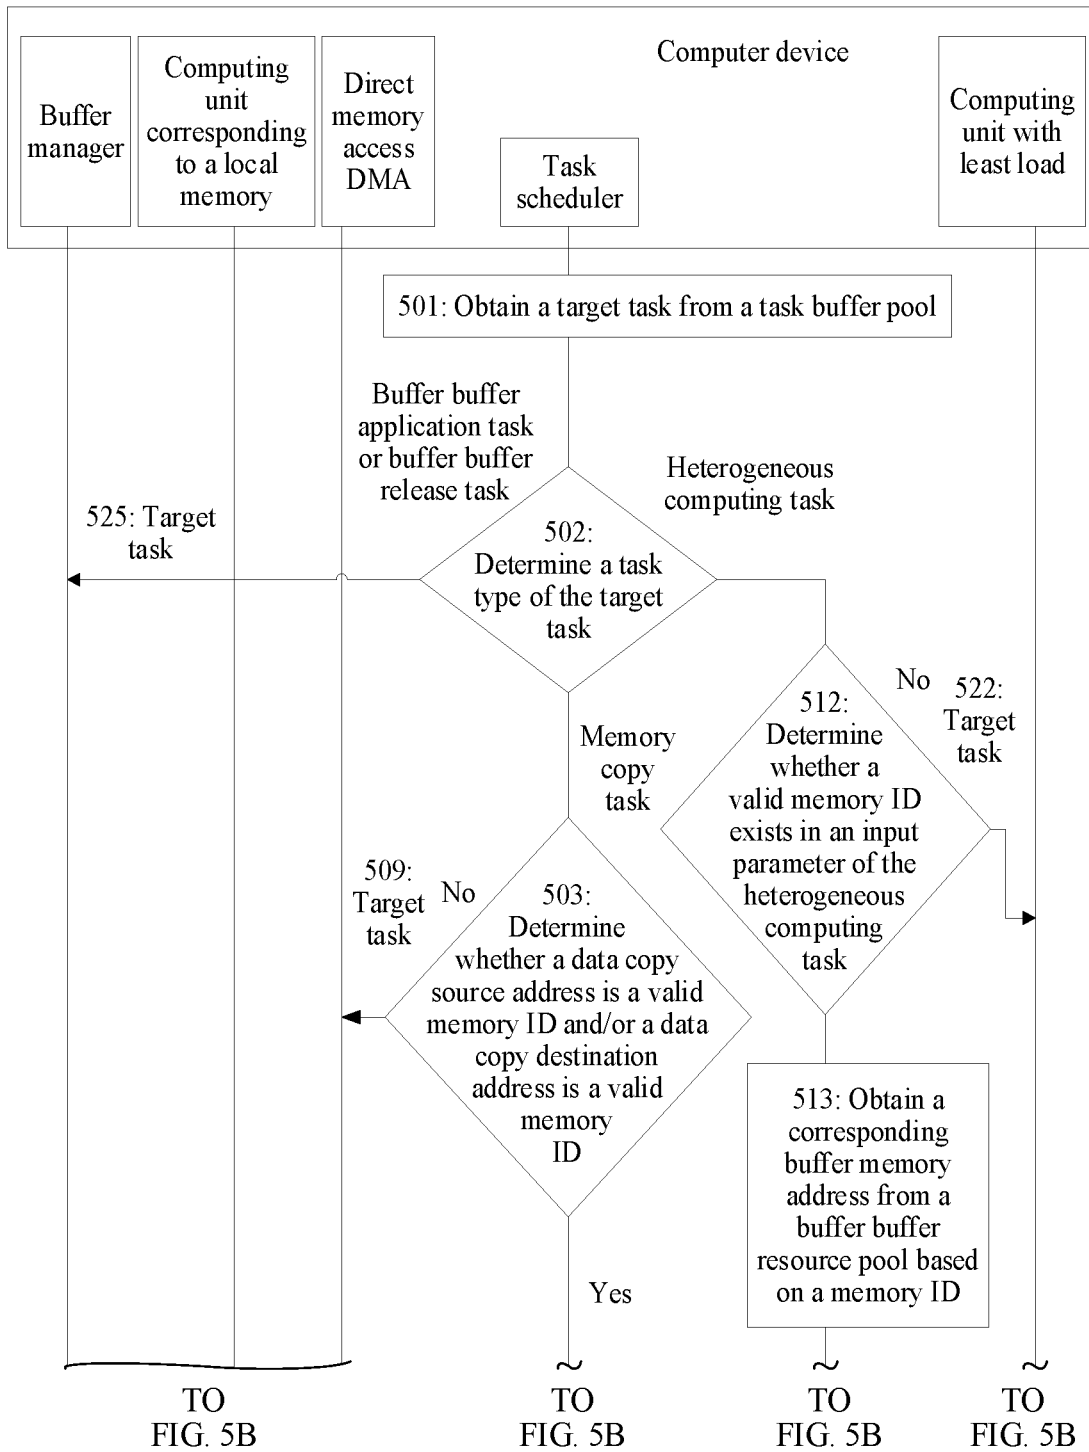 Computer device
Buffer
manager
Computing
unit
corresponding
to a local
memory
Direct
memory
access
DMA
Task
scheduler
Computing
unit with
least load
501: Obtain a target task from a task buffer pool
Buffer buffer
application task
or buffer buffer
release task
Heterogeneous
computing task
525: Target
task
502:
Determine a task
type of the target
task
No
522:
Target
task
512:
Determine
whether a
valid memory ID
exists in an input
parameter of the
heterogeneous
computing
task
Memory
copy
task
509:
Target
task
No
503:
Determine
whether a data copy
source address is a valid
memory ID and/or a data
copy destination
address is a valid
memory
ID
513: Obtain a
corresponding
buffer memory
address from a
buffer buffer
resource pool based
on a memory ID
Yes
TO
FIG. 5B
TO
FIG. 5B
TO
FIG. 5B
TO
FIG. 5B